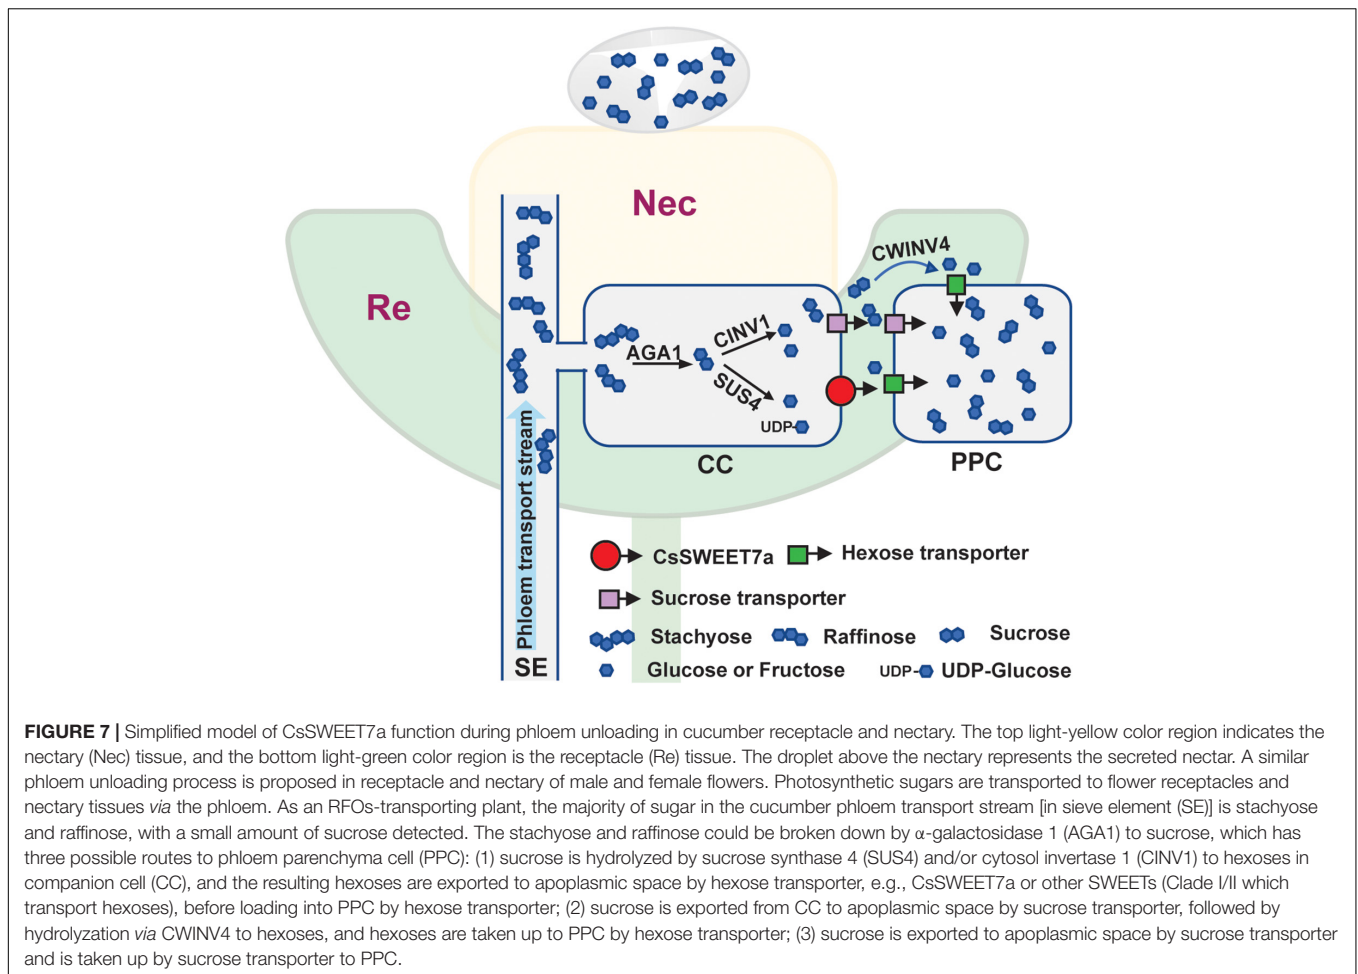 Nec
Re
CWINV4
AGA1
CINV1
SUS4
UDP-
CC
PPC
Phloem transport stream
SE
CsSWEET7a
Hexose transporter
Sucrose transporter
Stachyose
Raffinose
Sucrose
Glucose or Fructose
UDP-
UDP-Glucose
FIGURE 7 | Simplified model of CsSWEET7a function during phloem unloading in cucumber receptacle and nectary. The top light-yellow color region indicates the
nectary (Nec) tissue, and the bottom light-green color region is the receptacle (Re) tissue. The droplet above the nectary represents the secreted nectar. A similar
phloem unloading process is proposed in receptacle and nectary of male and female flowers. Photosynthetic sugars are transported to flower receptacles and
nectary tissues via the phloem. As an RFOs-transporting plant, the majority of sugar in the cucumber phloem transport stream [in sieve element (SE)] is stachyose
and raffinose, with a small amount of sucrose detected. The stachyose and raffinose could be broken down by α-galactosidase 1 (AGA1) to sucrose, which has
three possible routes to phloem parenchyma cell (PPC): (1) sucrose is hydrolyzed by sucrose synthase 4 (SUS4) and/or cytosol invertase 1 (CINV1) to hexoses in
companion cell (CC), and the resulting hexoses are exported to apoplasmic space by hexose transporter, e.g., CsSWEET7a or other SWEETs (Clade I/II which
transport hexoses), before loading into PPC by hexose transporter; (2) sucrose is exported from CC to apoplasmic space by sucrose transporter, followed by
hydrolyzation via CWINV4 to hexoses, and hexoses are taken up to PPC by hexose transporter; (3) sucrose is exported to apoplasmic space by sucrose transporter
and is taken up by sucrose transporter to PPC.